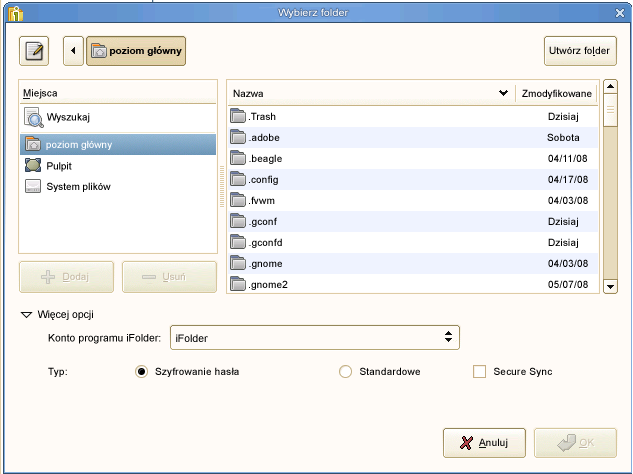 Wybierz folder
poziom główny
Utwórz folder
Miejsca
Wyszukaj
poziom główny
Pulpit
System plików
Dodaj
Usuń
Nazwa Zmodyfikowane
.Trash Dzisiaj
.adobe Sobota
.beagle 04/11/08
.config 04/17/08
.fvwm 04/03/08
.gconf Dzisiaj
.gconfd Dzisiaj
.gnome 04/03/08
.gnome2 05/07/08
Więcej opcji
Konto programu iFolder: iFolder
Typ: Szyfrowanie hasła Standardowe Secure Sync
Anuluj OK